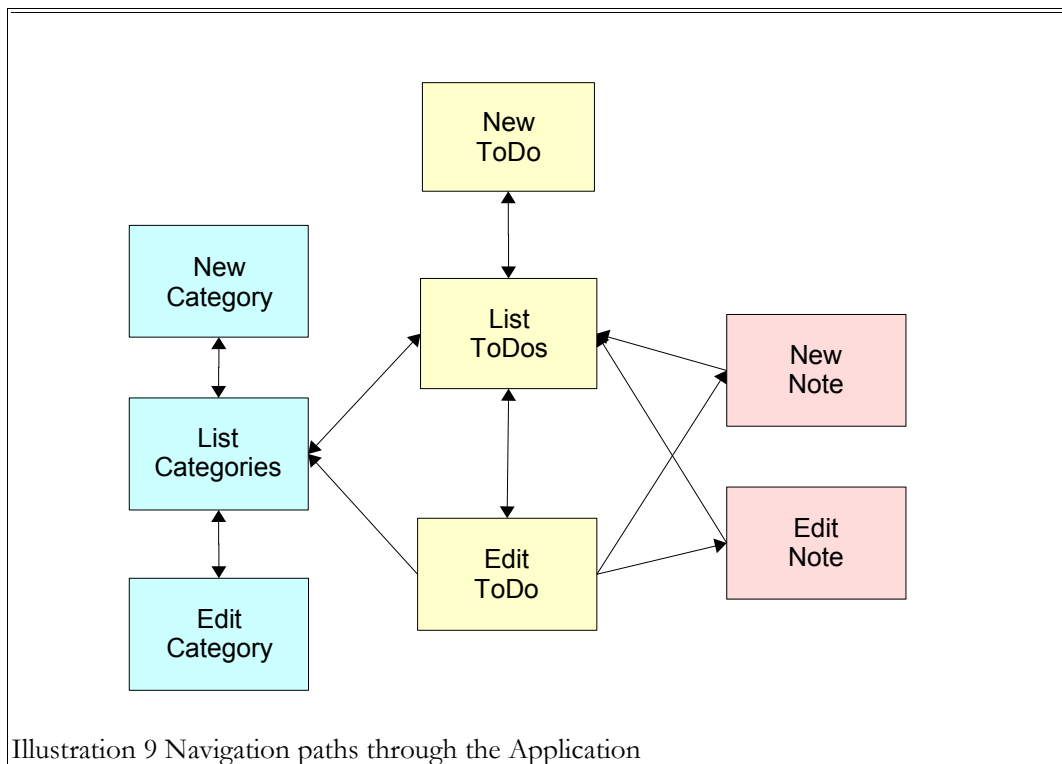 New
ToDo
New
Category
List
ToDos
New
Note
List
Categories
Edit
Note
Edit
ToDo
Edit
Category
Illustration 9 Navigation paths through the Application